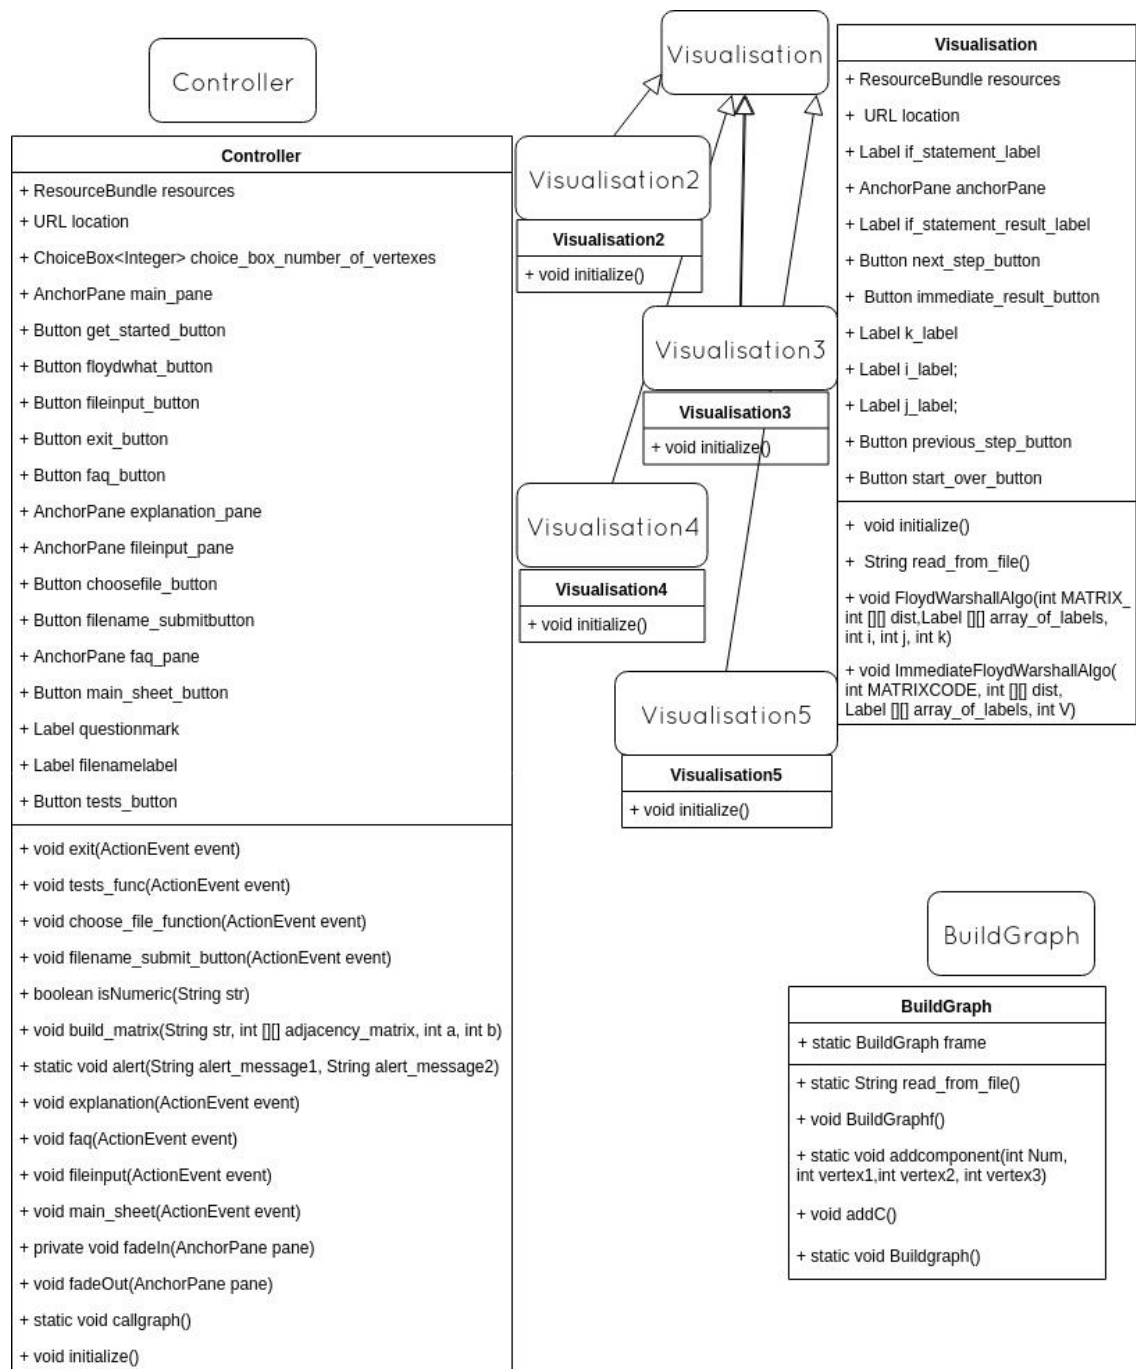 Controller
Controller
+ ResourceBundle resources
+ URL location
+ ChoiceBox<Integer> choice_box_number_of_vertexes
+ AnchorPane main_pane
+ Button get_started_button
+ Button floydwhat_button
+ Button fileinput_button
+ Button exit_button
+ Button faq_button
+ AnchorPane explanation_pane
+ AnchorPane fileinput_pane
+ Button choosefile_button
+ Button filename_submitbutton
+ AnchorPane faq_pane
+ Button main_sheet_button
+ Label questionmark
+ Label filenamelabel
+ Button tests_button
+ void exit(ActionEvent event)
+ void tests_func(ActionEvent event)
+ void choose_file_function(ActionEvent event)
+ void filename_submit_button(ActionEvent event)
+ boolean isNumeric(String str)
+ void build_matrix(String str, int [][] adjacency_matrix, int a, int b)
+ static void alert(String alert_message1, String alert_message2)
+ void explanation(ActionEvent event)
+ void faq(ActionEvent event)
+ void fileinput(ActionEvent event)
+ void main_sheet(ActionEvent event)
+ private void fadeIn(AnchorPane pane)
+ void fadeOut(AnchorPane pane)
+ static void callgraph()
+ void initialize()
Visualisation
Visualisation2
Visualisation2
+ void initialize()
Visualisation3
Visualisation3
+ void initialize()
Visualisation4
Visualisation4
+ void initialize()
Visualisation5
Visualisation5
+ void initialize()
Visualisation
+ ResourceBundle resources
+ URL location
+ Label if_statement_label
+ AnchorPane anchorPane
+ Label if_statement_result_label
+ Button next_step_button
+ Button immediate_result_button
+ Label k_label
+ Label i_label;
+ Label j_label;
+ Button previous_step_button
+ Button start_over_button
+ void initialize()
+ String read_from_file()
+ void FloydWarshallAlgo(int MATRIX_
int [][] dist,Label [][] array_of_labels,
int i, int j, int k)
+ void ImmediateFloydWarshallAlgo(
int MATRIXCODE, int [][] dist,
Label [][] array_of_labels, int V)
BuildGraph
BuildGraph
+ static BuildGraph frame
+ static String read_from_file()
+ void BuildGraphf()
+ static void addcomponent(int Num,
int vertex1,int vertex2, int vertex3)
+ void addC()
+ static void Buildgraph()